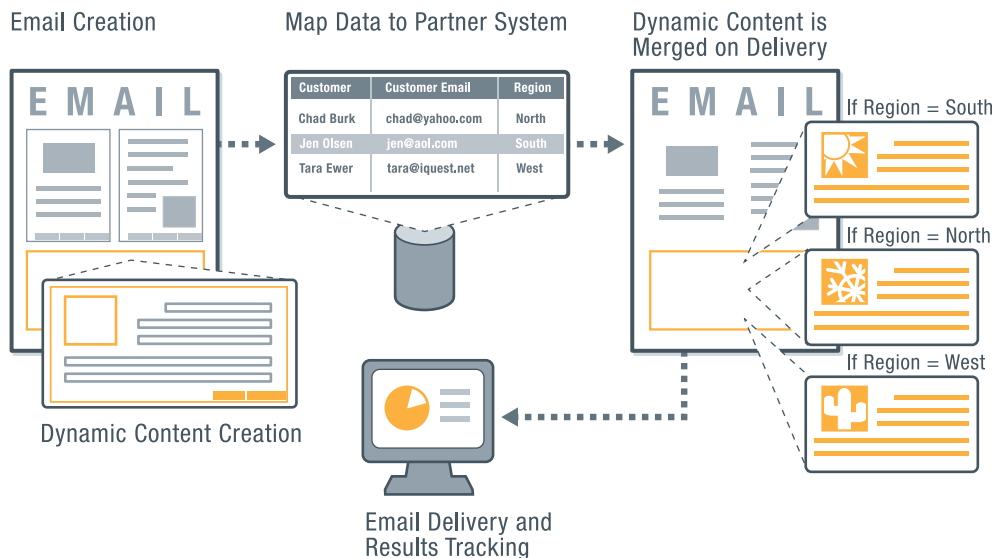 Email Creation
Map Data to Partner System
Dynamic Content is
Merged on Delivery
EMAIL
Customer Customer Email Region
Chad Burk chad@yahoo.com North
Jen Olsen jen@aol.com South
Tara Ewer tara@iquest.net West
EMAIL
If Region = South
If Region = North
If Region = West
Dynamic Content Creation
Email Delivery and
Results Tracking